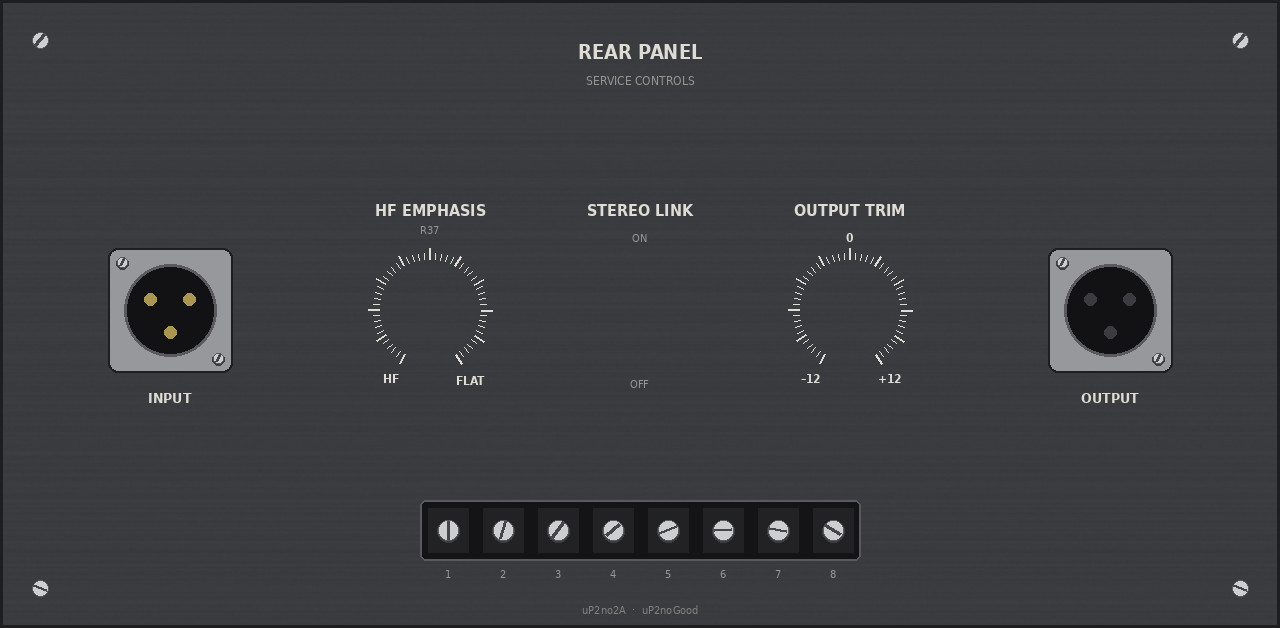 REAR PANEL
SERVICE CONTROLS
HF EMPHASIS
R37
HF
FLAT
STEREO LINK
ON
OFF
OUTPUT TRIM
0
-12
+12
INPUT
OUTPUT
1 2 3 4 5 6 7 8
uP2no2A · uP2noGood